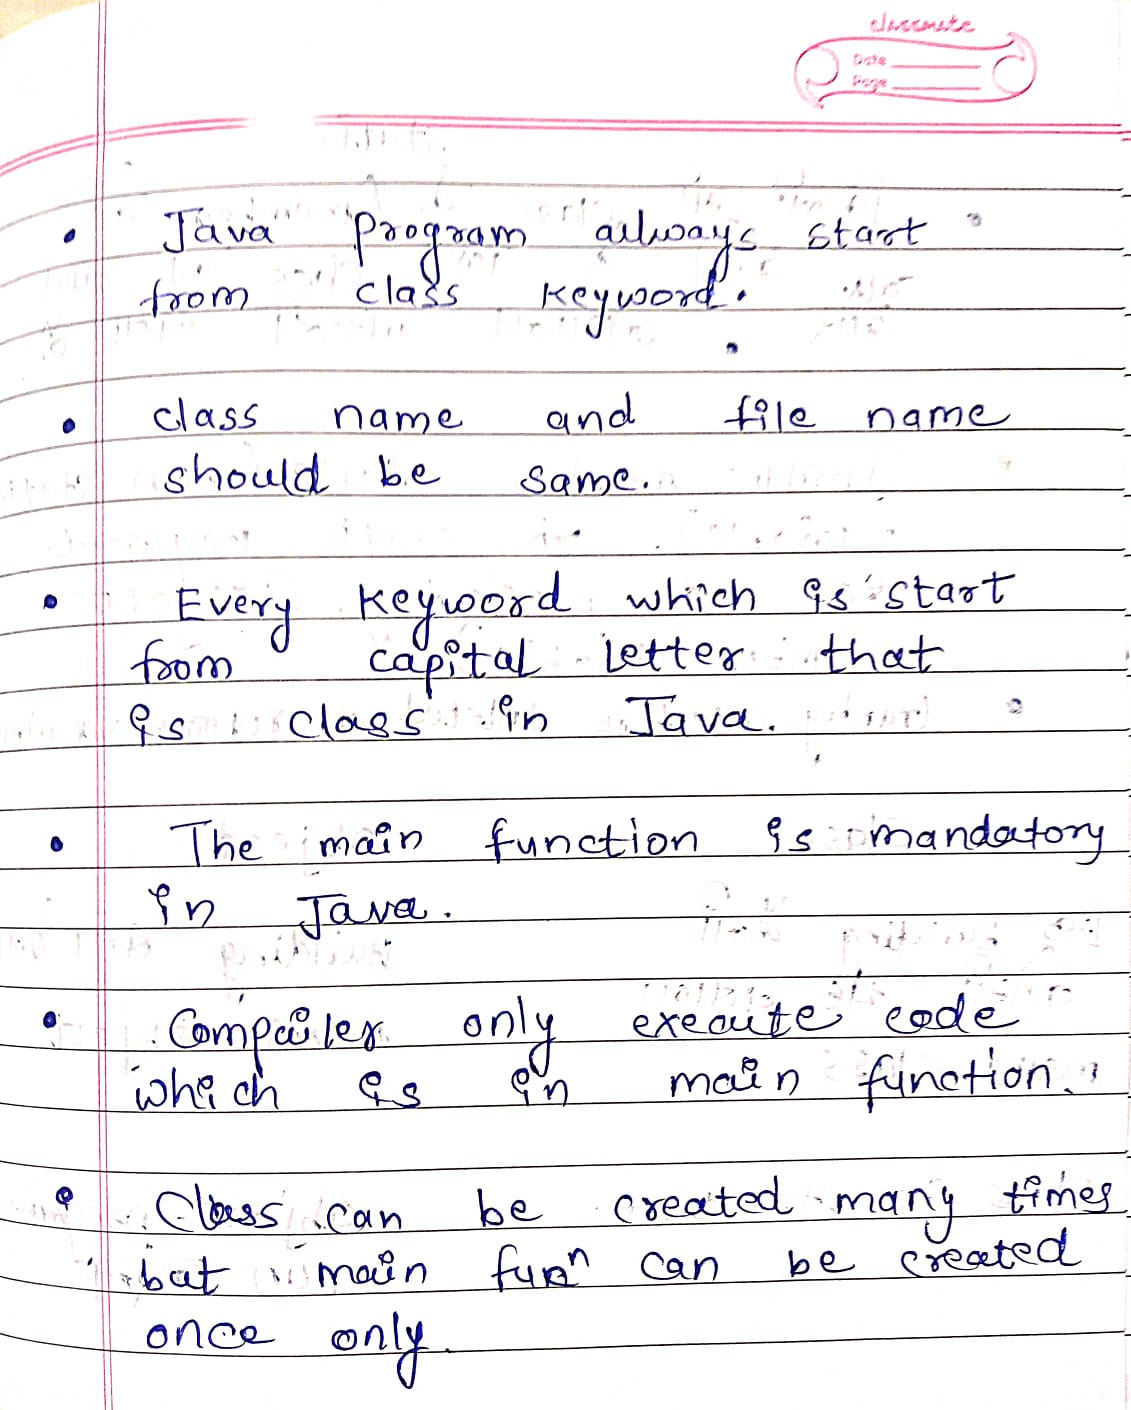 classmate
Date
Page
• Java program always start
from class keyword.
• class name and file name
should be same.
• Every keyword which is start
from capital letter that
is class in Java.
• The main function is mandatory
in Java.
• Compailer only execute code
which is in main function.
• Class can be created many times
but main funⁿ can be created
once only.